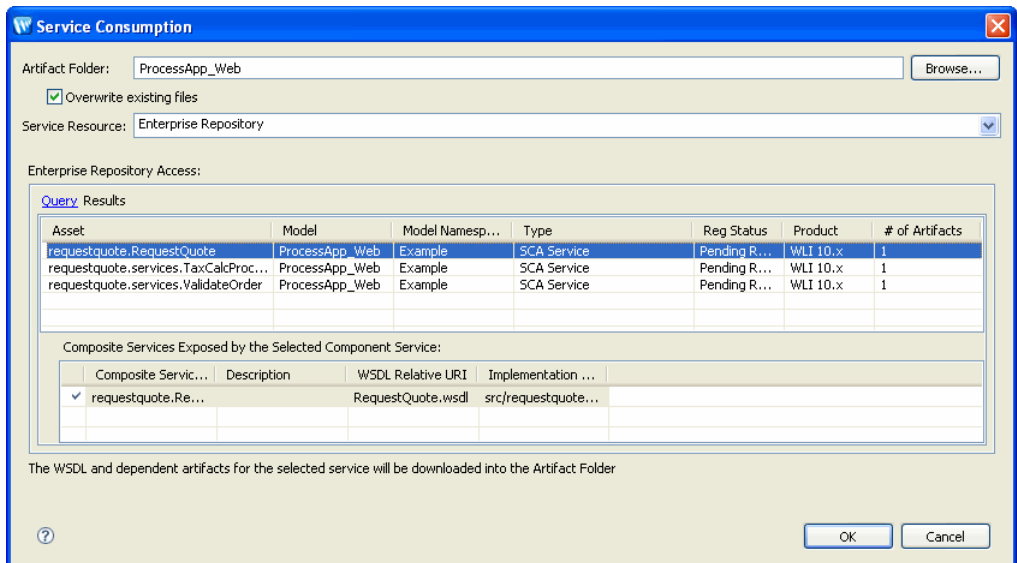 Service Consumption
Artifact Folder: ProcessApp_Web Browse...
Overwrite existing files
Service Resource: Enterprise Repository
Enterprise Repository Access:
Query Results
Asset Model Model Namesp... Type Reg Status Product # of Artifacts
requestquote.RequestQuote ProcessApp_Web Example SCA Service Pending R... WLI 10.x 1
requestquote.services.TaxCalcProc... ProcessApp_Web Example SCA Service Pending R... WLI 10.x 1
requestquote.services.ValidateOrder ProcessApp_Web Example SCA Service Pending R... WLI 10.x 1
Composite Services Exposed by the Selected Component Service:
Composite Servic... Description WSDL Relative URI Implementation ...
requestquote.Re... RequestQuote.wsdl src/requestquote...
The WSDL and dependent artifacts for the selected service will be downloaded into the Artifact Folder
? OK Cancel